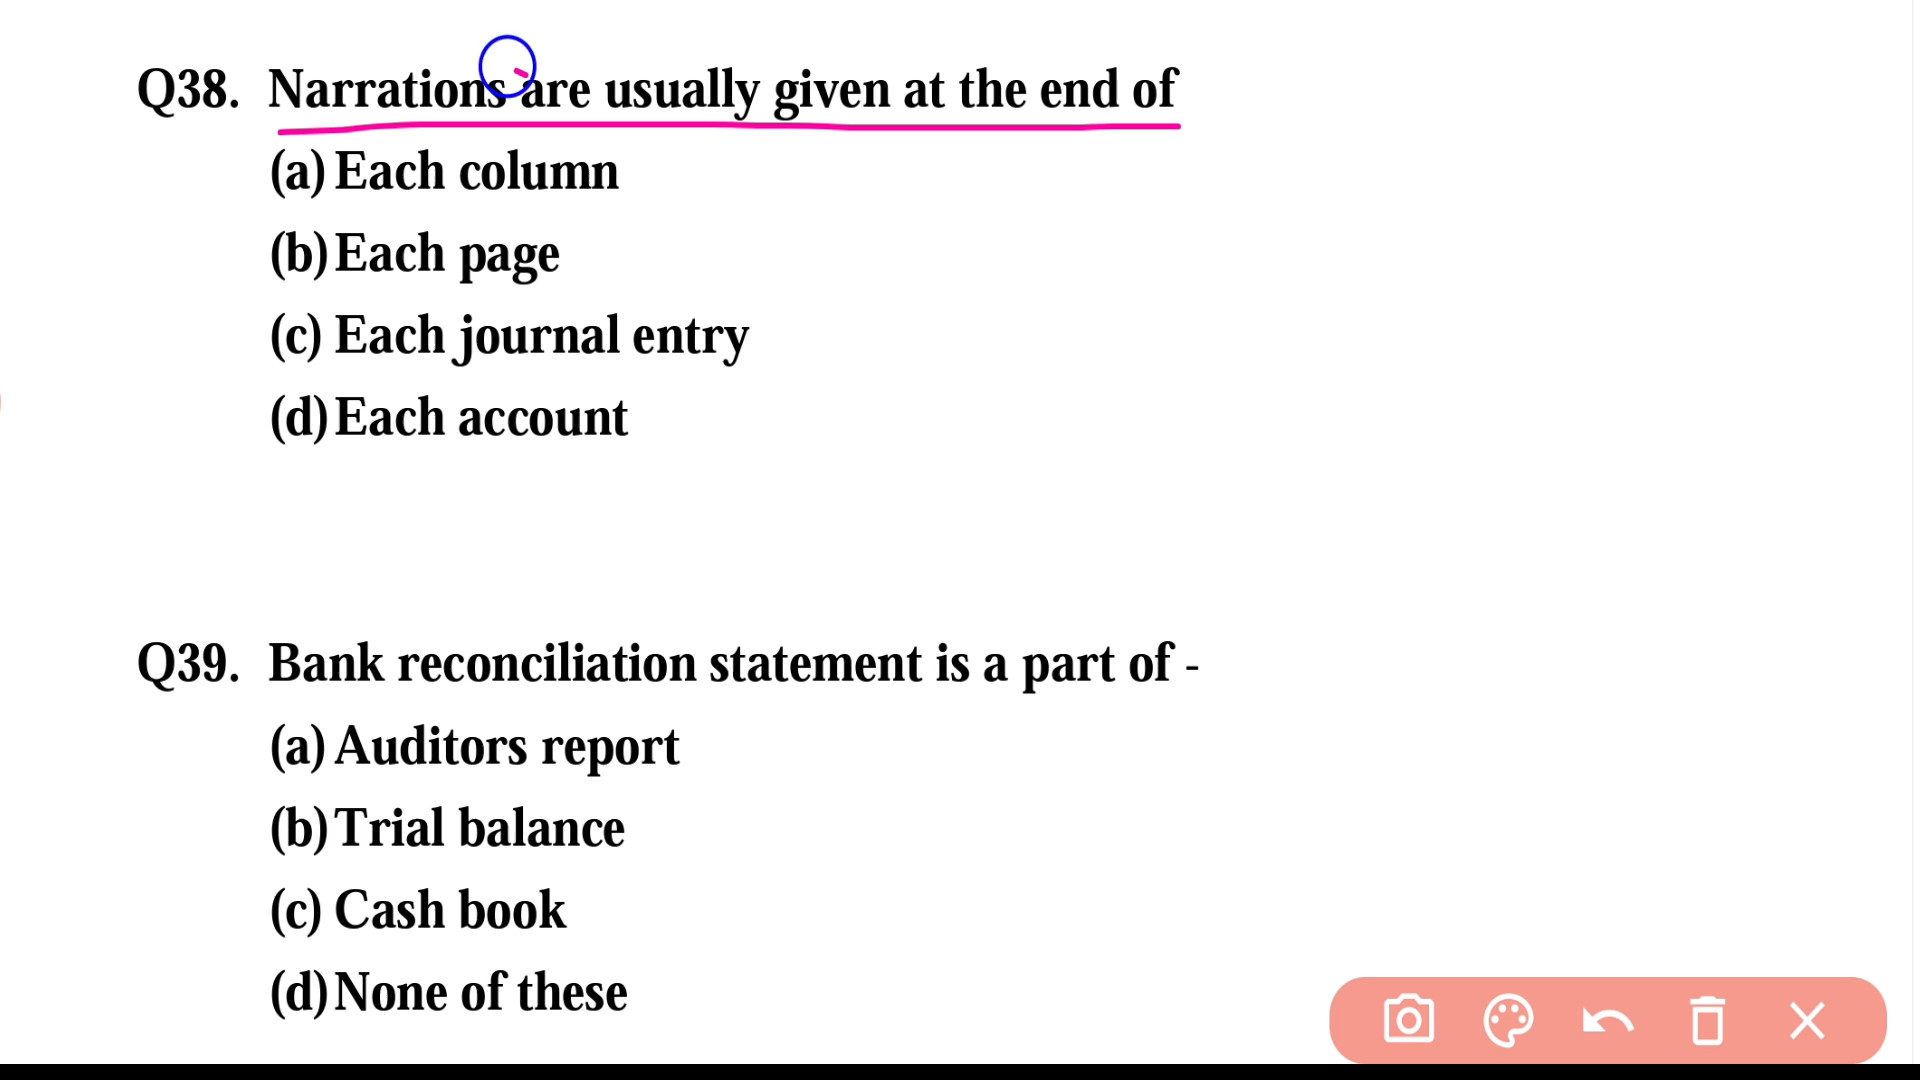 Q38. Narrations are usually given at the end of
(a) Each column
(b) Each page
(c) Each journal entry
(d) Each account
Q39. Bank reconciliation statement is a part of -
(a) Auditors report
(b) Trial balance
(c) Cash book
(d) None of these